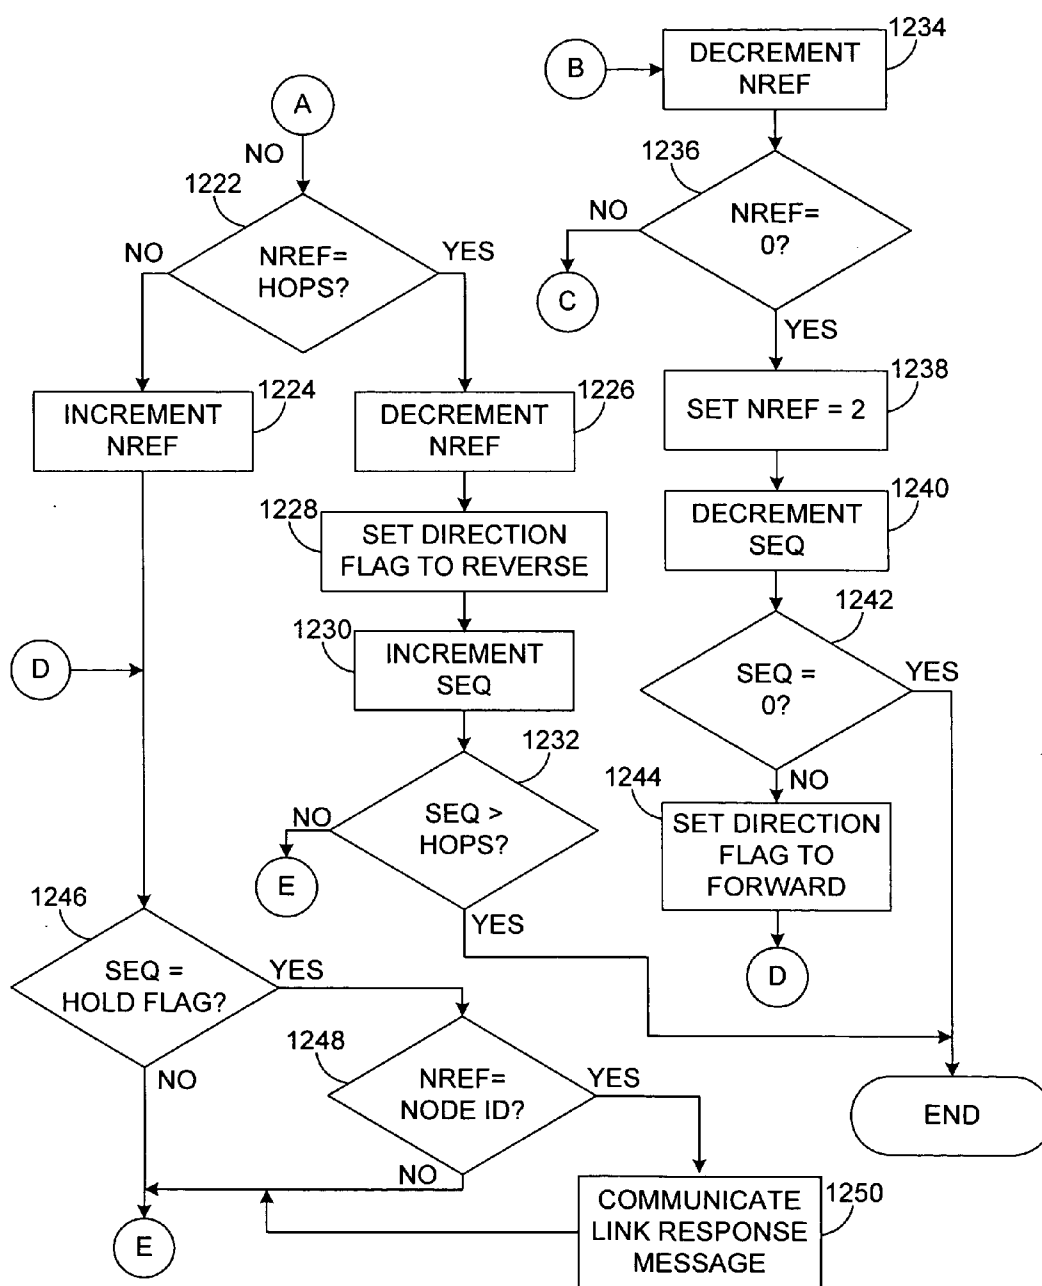 A
NO
1222
NREF=
HOPS?
NO
YES
1224
INCREMENT
NREF
1226
DECREMENT
NREF
1228
SET DIRECTION
FLAG TO REVERSE
1230
INCREMENT
SEQ
D
1232
SEQ >
HOPS?
NO
E
YES
1246
SEQ =
HOLD FLAG?
YES
NO
1248
NREF=
NODE ID?
YES
NO
1250
COMMUNICATE
LINK RESPONSE
MESSAGE
E
B
1234
DECREMENT
NREF
1236
NREF=
0?
NO
C
YES
1238
SET NREF = 2
1240
DECREMENT
SEQ
1242
SEQ =
0?
YES
NO
1244
SET DIRECTION
FLAG TO
FORWARD
D
END